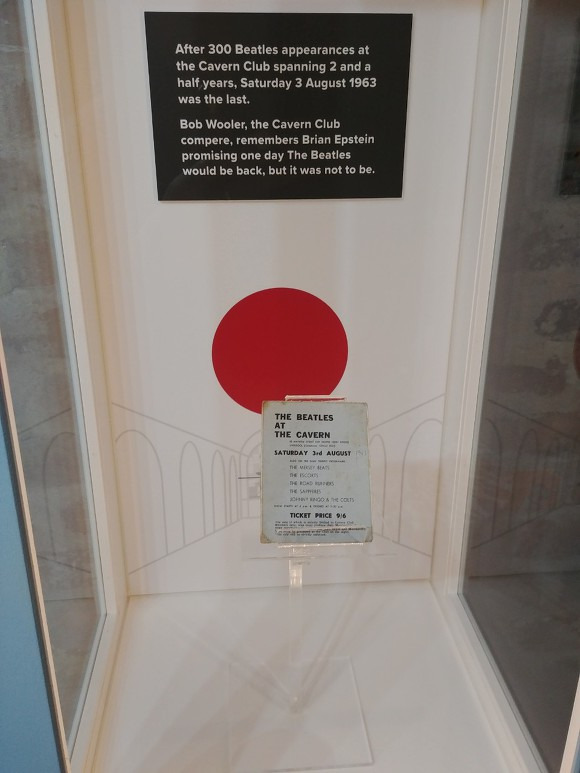 After 300 Beatles appearances at
the Cavern Club spanning 2 and a
half years, Saturday 3 August 1963
was the last.
Bob Wooler, the Cavern Club
compere, remembers Brian Epstein
promising one day The Beatles
would be back, but it was not to be.
THE BEATLES
AT
THE CAVERN
SATURDAY 3rd AUGUST
THE MERSEY BEATS
THE ESCORTS
THE ROAD RUNNERS
THE SAPPHIRES
JOHNNY RINGO & THE COLTS
TICKET PRICE 9/6